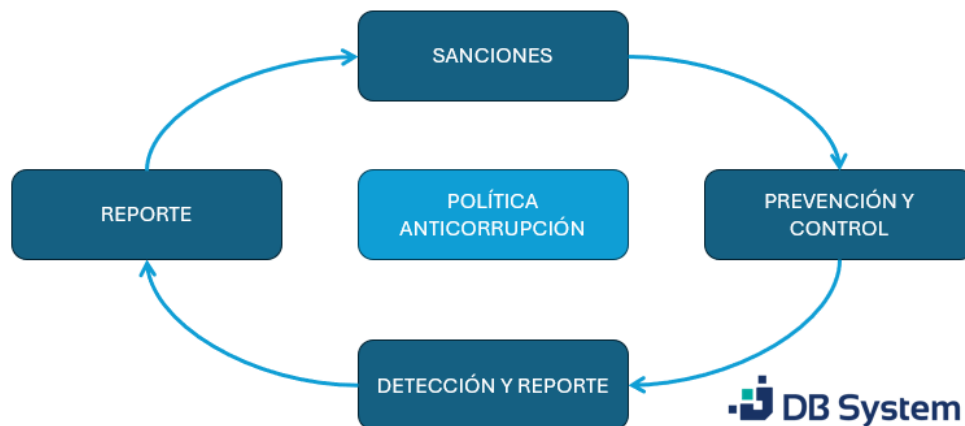 SANCIONES
REPORTE
POLÍTICA
ANTICORRUPCIÓN
PREVENCIÓN Y
CONTROL
DETECCIÓN Y REPORTE
DB System